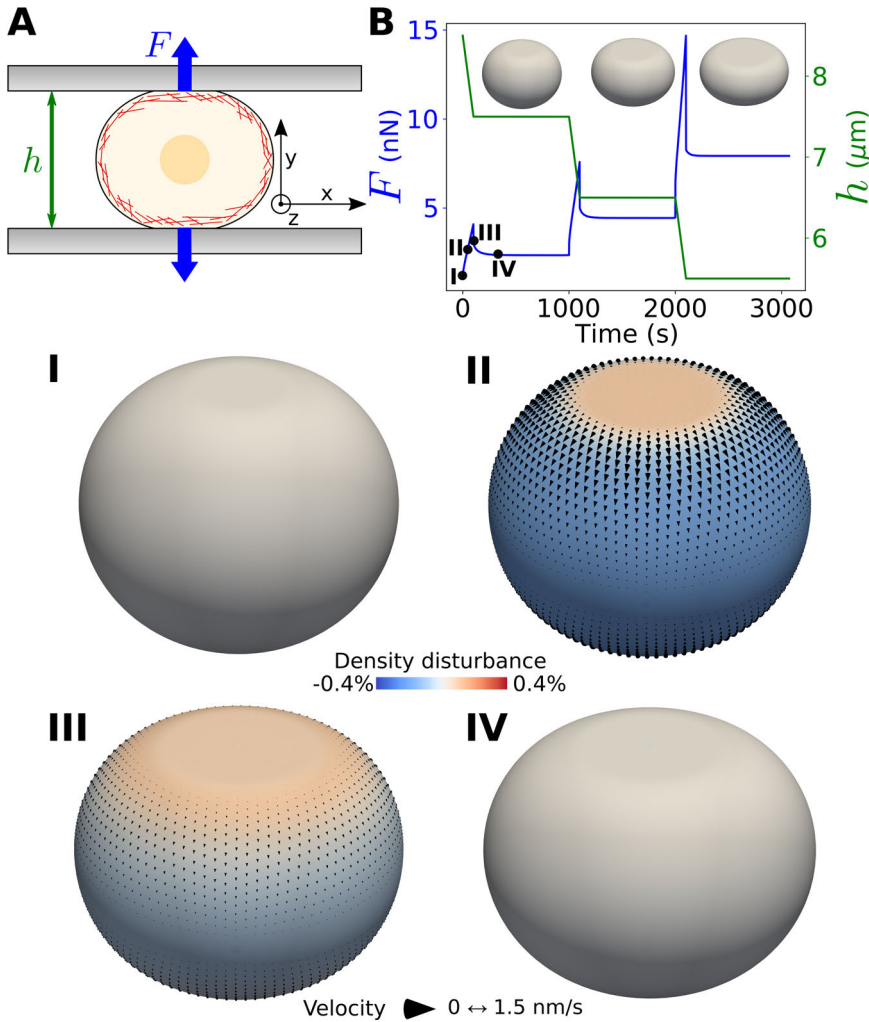 A
F
h
y
x
z
B
F (nN)
15
10
5
h (μm)
8
7
6
I
II
III
IV
0 1000 2000 3000
Time (s)
I
II
Density disturbance
-0.4% 0.4%
III
IV
Velocity 0 ↔ 1.5 nm/s